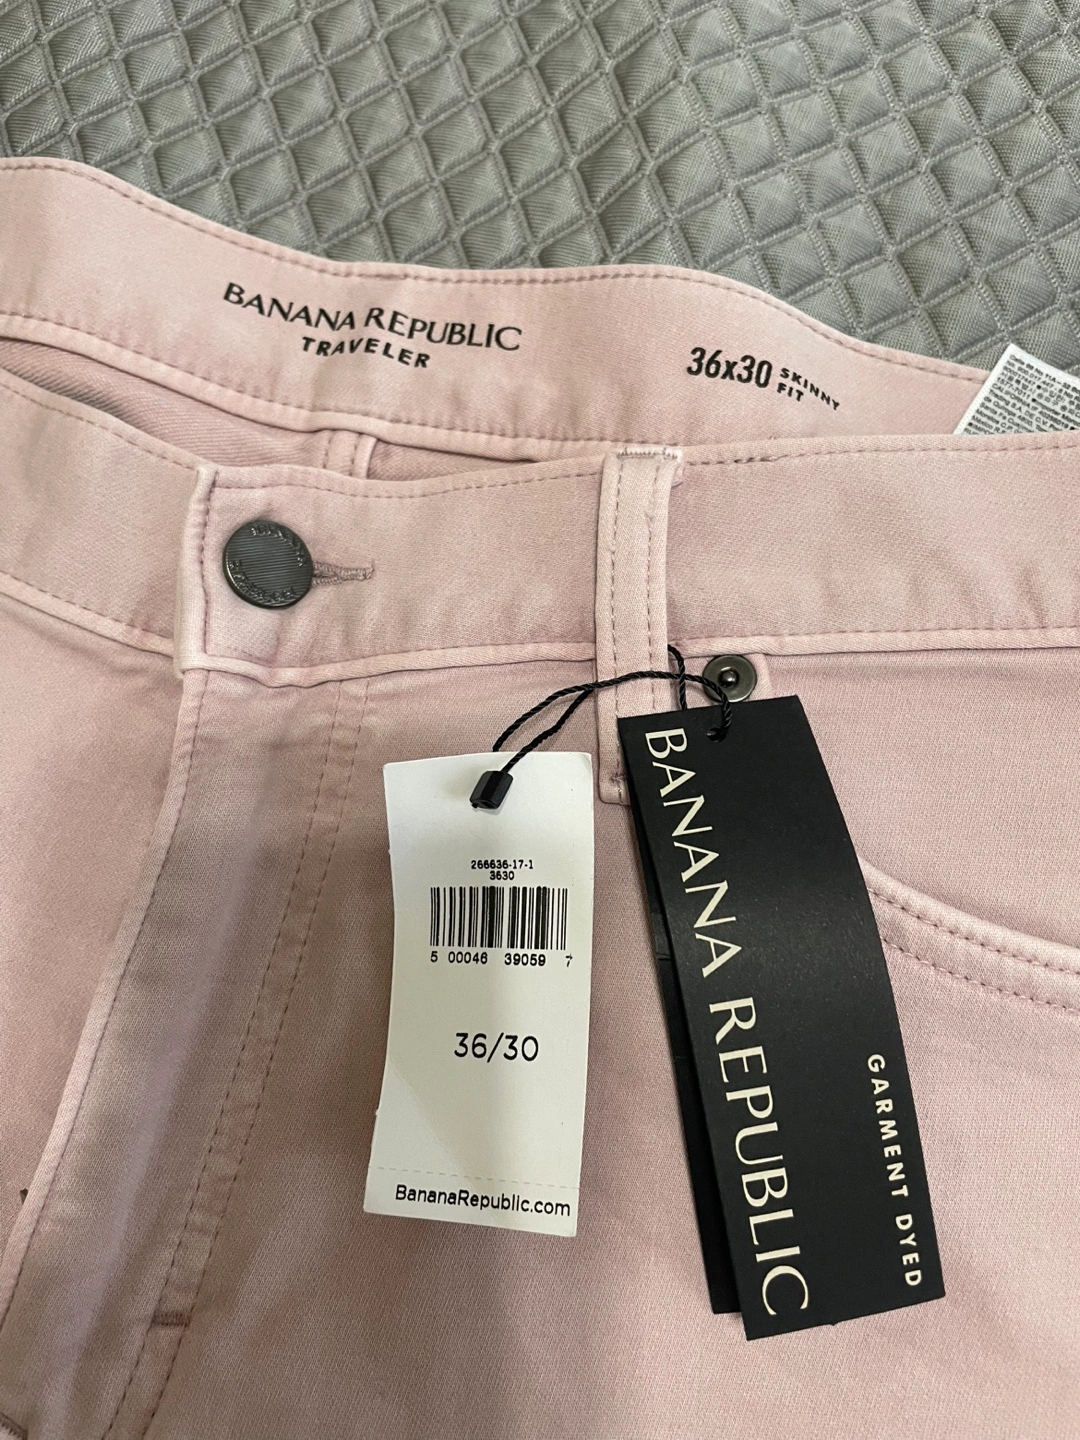 BANANA REPUBLIC
TRAVELER
36x30 SKINNY
FIT
266636-17-1
3630
5 00046 39059 7
36/30
BananaRepublic.com
BANANA REPUBLIC
GARMENT DYED